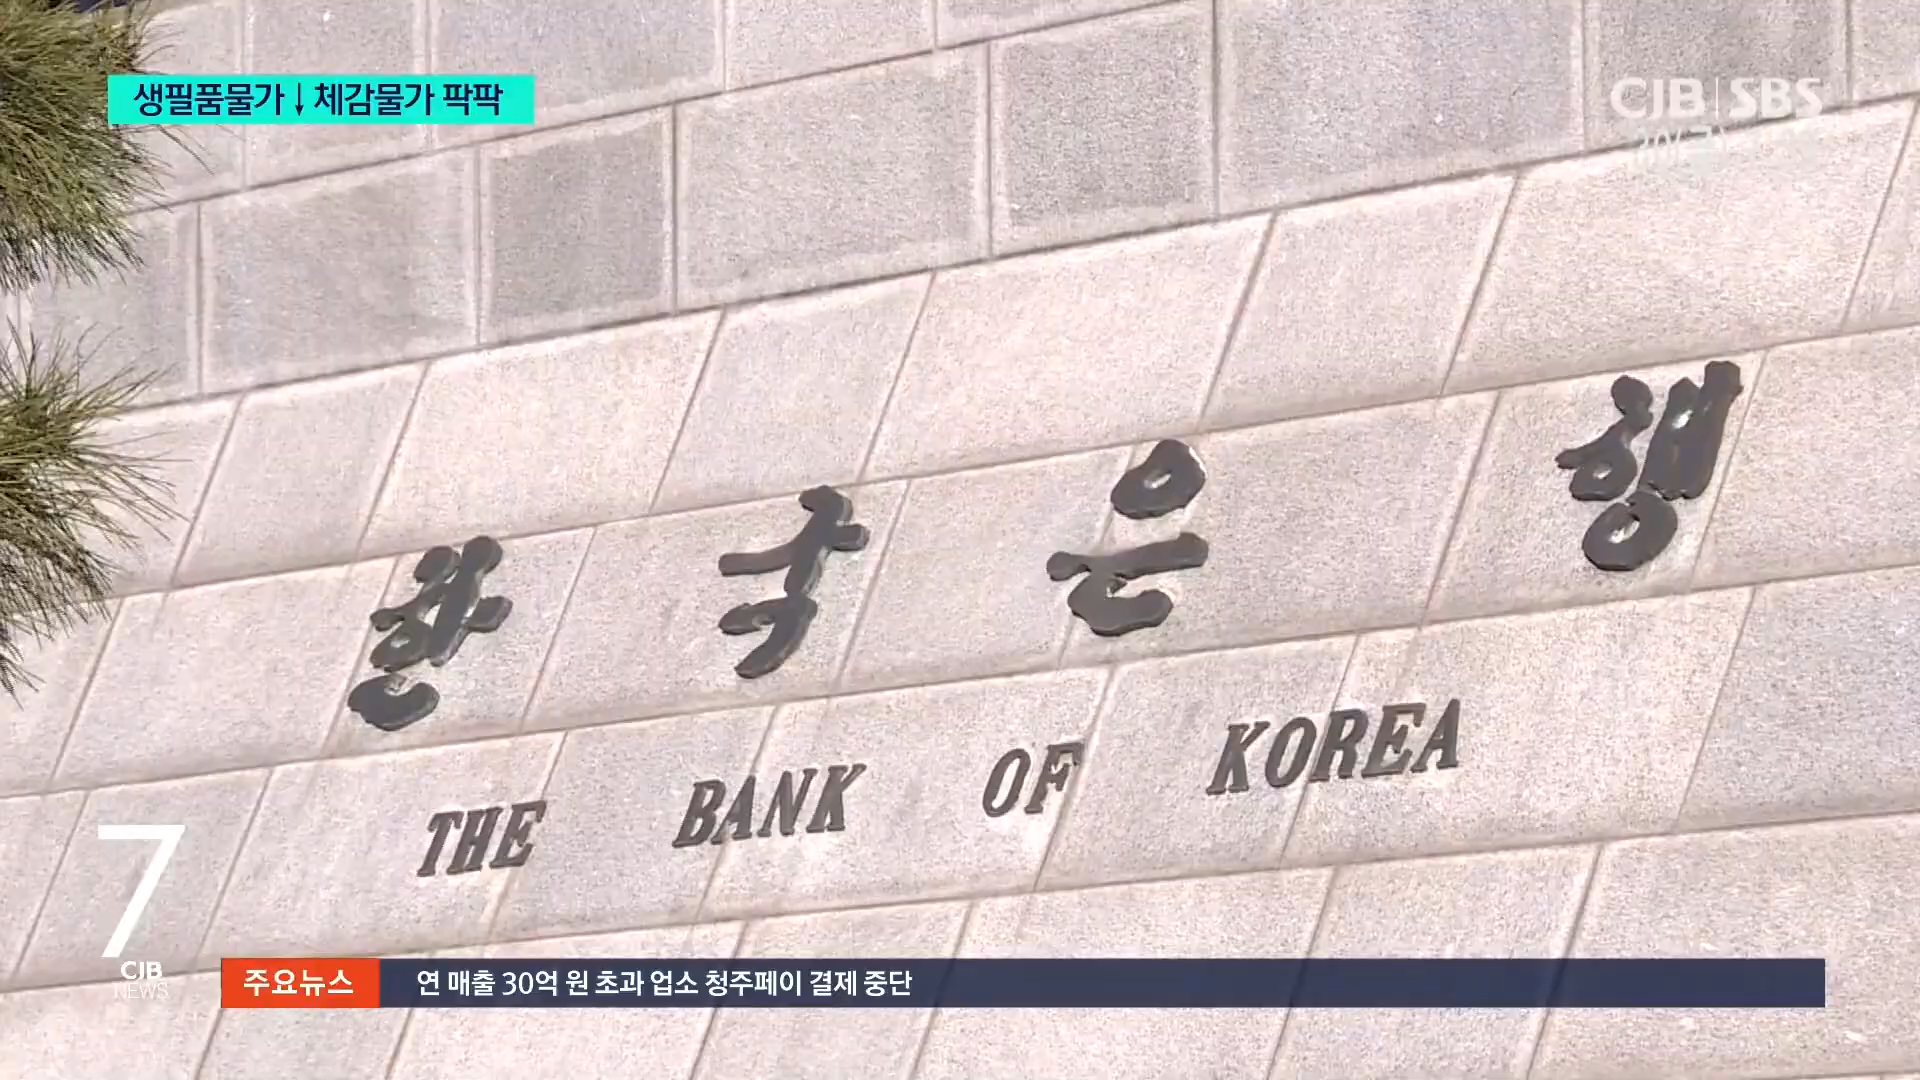 생필품물가↓체감물가 팍팍
CJB SBS
한국은행
THE BANK OF KOREA
7
CJB
NEWS
주요뉴스 연 매출 30억 원 초과 업소 청주페이 결제 중단